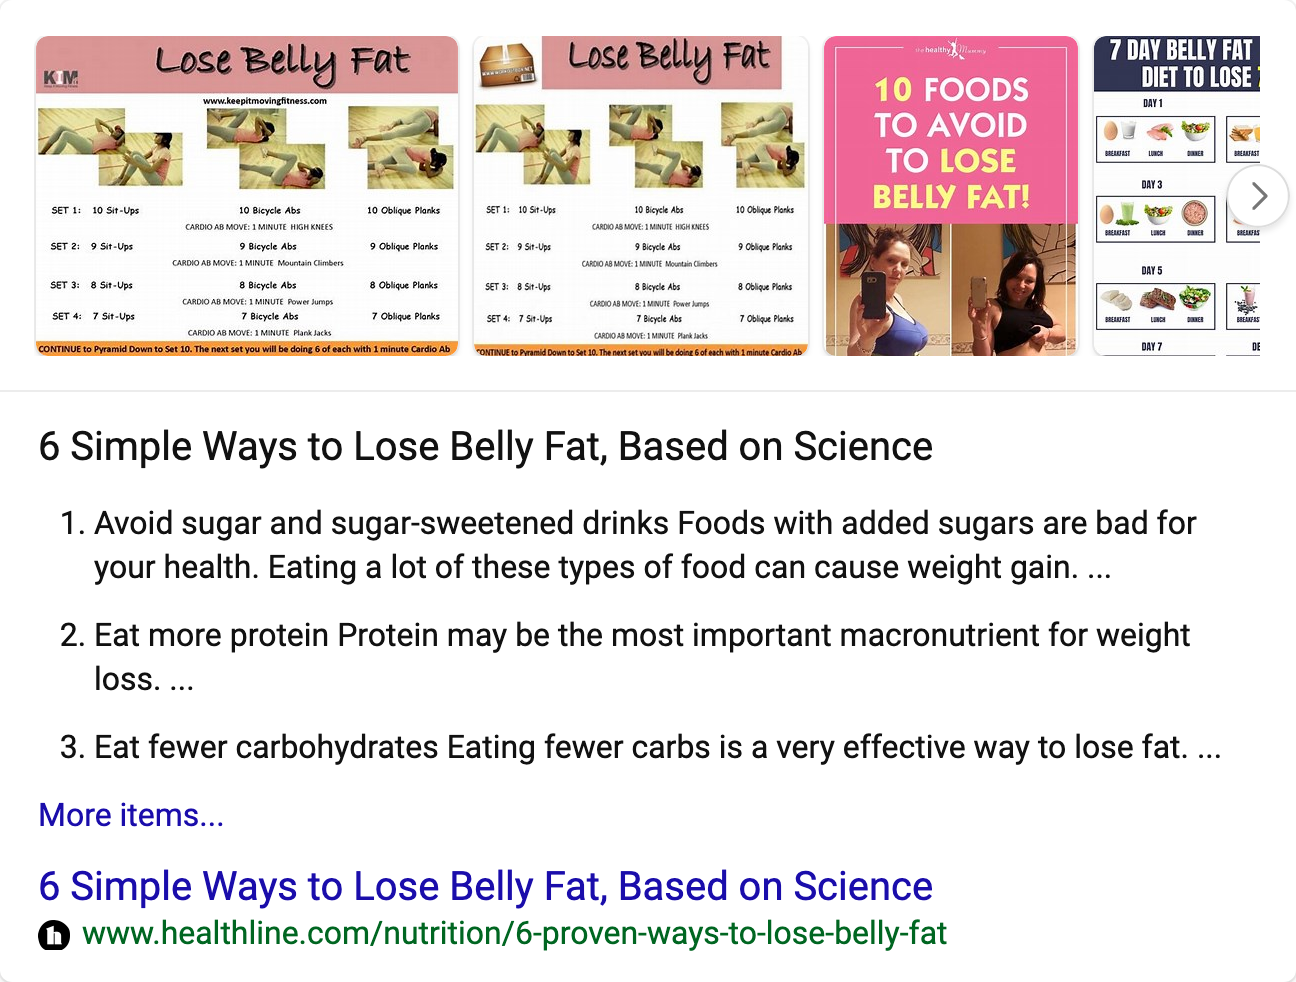 Lose Belly Fat
KIM
www.keepitmovingfitness.com
SET 1: 10 Sit-Ups 10 Bicycle Abs 10 Oblique Planks
CARDIO AB MOVE: 1 MINUTE HIGH KNEES
SET 2: 9 Sit-Ups 9 Bicycle Abs 9 Oblique Planks
CARDIO AB MOVE: 1 MINUTE Mountain Climbers
SET 3: 8 Sit-Ups 8 Bicycle Abs 8 Oblique Planks
CARDIO AB MOVE: 1 MINUTE Power Jumps
SET 4: 7 Sit-Ups 7 Bicycle Abs 7 Oblique Planks
CARDIO AB MOVE: 1 MINUTE Plank Jacks
CONTINUE to Pyramid Down to Set 10. The next set you will be doing 6 of each with 1 minute Cardio Ab
Lose Belly Fat
SET 1: 10 Sit-Ups 10 Bicycle Abs 10 Oblique Planks
CARDIO AB MOVE: 1 MINUTE HIGH KNEES
SET 2: 9 Sit-Ups 9 Bicycle Abs 9 Oblique Planks
CARDIO AB MOVE: 1 MINUTE Mountain Climbers
SET 3: 8 Sit-Ups 8 Bicycle Abs 8 Oblique Planks
CARDIO AB MOVE: 1 MINUTE Power Jumps
SET 4: 7 Sit-Ups 7 Bicycle Abs 7 Oblique Planks
CARDIO AB MOVE: 1 MINUTE Plank Jacks
ONTINUE to Pyramid Down to Set 10. The next set you will be doing 6 of each with 1 minute Cardio Ab
the healthy Mummy
10 FOODS
TO AVOID
TO LOSE
BELLY FAT!
7 DAY BELLY FAT
DIET TO LOSE
DAY 1
BREAKFAST LUNCH DINNER BREAKFAST
DAY 3
BREAKFAST LUNCH DINNER BREAKFAS
DAY 5
BREAKFAST LUNCH DINNER BREAKFAS
DAY 7 DE
6 Simple Ways to Lose Belly Fat, Based on Science
1. Avoid sugar and sugar-sweetened drinks Foods with added sugars are bad for
your health. Eating a lot of these types of food can cause weight gain. ...
2. Eat more protein Protein may be the most important macronutrient for weight
loss. ...
3. Eat fewer carbohydrates Eating fewer carbs is a very effective way to lose fat. ...
More items...
6 Simple Ways to Lose Belly Fat, Based on Science
h www.healthline.com/nutrition/6-proven-ways-to-lose-belly-fat